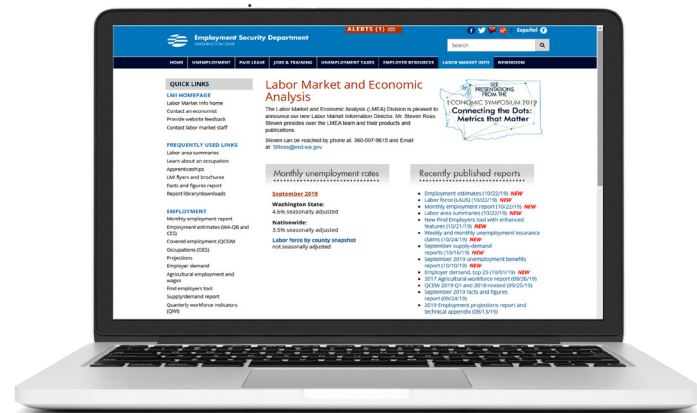 ALERTS (1)
Español
Employment Security Department
WASHINGTON STATE
Search
HOME UNEMPLOYMENT PAID LEAVE JOBS & TRAINING UNEMPLOYMENT TAXES EMPLOYER RESOURCES LABOR MARKET INFO NEWSROOM
QUICK LINKS
LMI HOMEPAGE
Labor Market Info home
Contact an economist
Provide website feedback
Contact labor market staff
FREQUENTLY USED LINKS
Labor area summaries
Learn about an occupation
Apprenticeships
LMI flyers and brochures
Facts and figures report
Report library/downloads
EMPLOYMENT
Monthly employment report
Employment estimates (WA-QB and
CES)
Covered employment (QCEW)
Occupations (OES)
Projections
Employer demand
Agricultural employment and
wages
Find employers tool
Supply/demand report
Quarterly workforce indicators
(QWI)
Labor Market and Economic
Analysis
The Labor Market and Economic Analysis (LMEA) Division is pleased to
announce our new Labor Market Information Director, Mr. Steven Ross.
Steven presides over the LMEA team and their products and
publications
Steven can be reached by phone at 360-507-9615 and Email
at: SRoss@esd.wa.gov
SEE
PRESENTATIONS
FROM THE
ECONOMIC SYMPOSIUM 2019
Connecting the Dots:
Metrics that Matter
Monthly unemployment rates
September 2019
Washington State:
4.6% seasonally adjusted
Nationwide:
3.5% seasonally adjusted
Labor force by county snapshot
not seasonally adjusted
Recently published reports
Employment estimates (10/22/19) NEW
Labor force (LAUS) (10/22/19) NEW
Monthly employment report (10/22/19) NEW
Labor area summaries (10/22/19) NEW
New Find Employers tool with enhanced
features (10/21/19) NEW
Weekly and monthly unemployment insurance
claims (10/24/19) NEW
September supply-demand
reports (10/16/19) NEW
September 2019 unemployment benefits
report (10/10/19) NEW
Employer demand, top 25 (10/01/19) NEW
2017 Agricultural workforce report (09/26/19)
QCEW 2019 Q1 and 2018 revised (09/25/19)
September 2019 facts and figures
report (09/24/19)
2019 Employment projections report and
technical appendix (09/13/19)